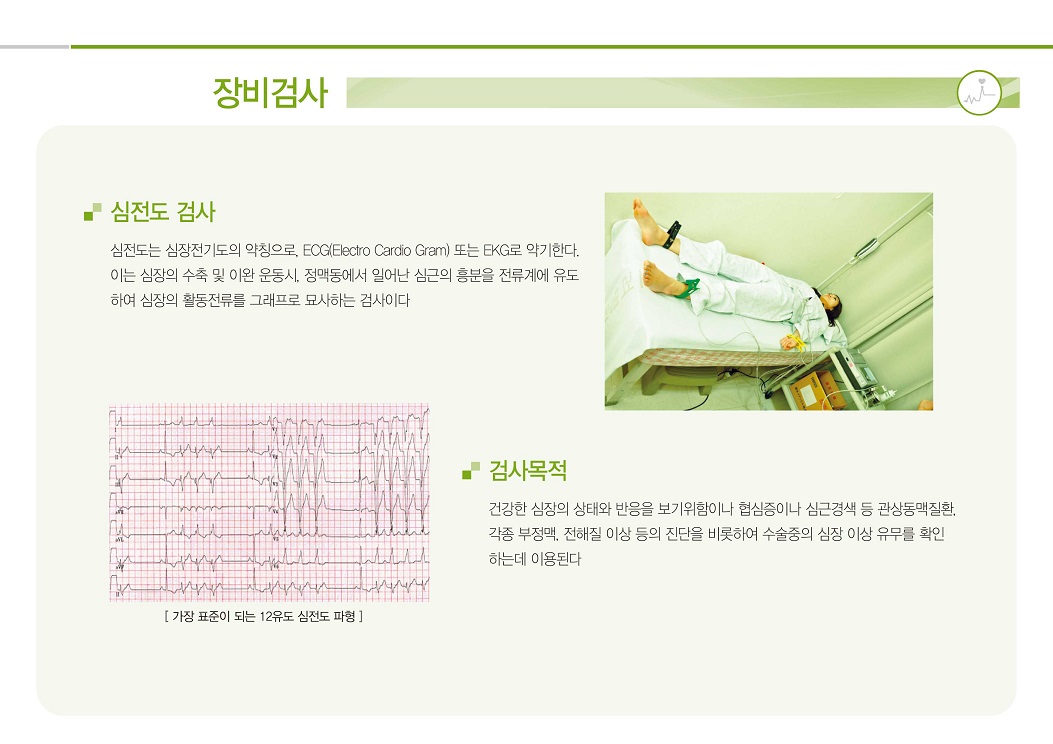 장비검사
심전도 검사
심전도는 심장전기도의 약칭으로, ECG(Electro Cardio Gram) 또는 EKG로 약기한다.
이는 심장의 수축 및 이완 운동시, 정맥동에서 일어난 심근의 흥분을 전류계에 유도
하여 심장의 활동전류를 그래프로 묘사하는 검사이다
[ 가장 표준이 되는 12유도 심전도 파형 ]
검사목적
건강한 심장의 상태와 반응을 보기위함이나 협심증이나 심근경색 등 관상동맥질환,
각종 부정맥, 전해질 이상 등의 진단을 비롯하여 수술중의 심장 이상 유무를 확인
하는데 이용된다